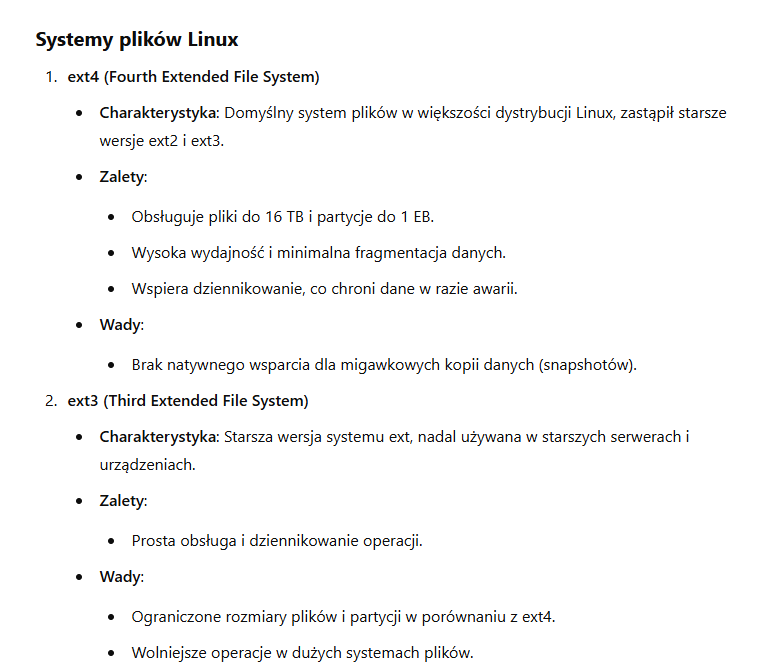 Systemy plików Linux
1. ext4 (Fourth Extended File System)
• Charakterystyka: Domyślny system plików w większości dystrybucji Linux, zastąpił starsze
wersje ext2 i ext3.
• Zalety:
• Obsługuje pliki do 16 TB i partycje do 1 EB.
• Wysoka wydajność i minimalna fragmentacja danych.
• Wspiera dziennikowanie, co chroni dane w razie awarii.
• Wady:
• Brak natywnego wsparcia dla migawkowych kopii danych (snapshotów).
2. ext3 (Third Extended File System)
• Charakterystyka: Starsza wersja systemu ext, nadal używana w starszych serwerach i
urządzeniach.
• Zalety:
• Prosta obsługa i dziennikowanie operacji.
• Wady:
• Ograniczone rozmiary plików i partycji w porównaniu z ext4.
• Wolniejsze operacje w dużych systemach plików.